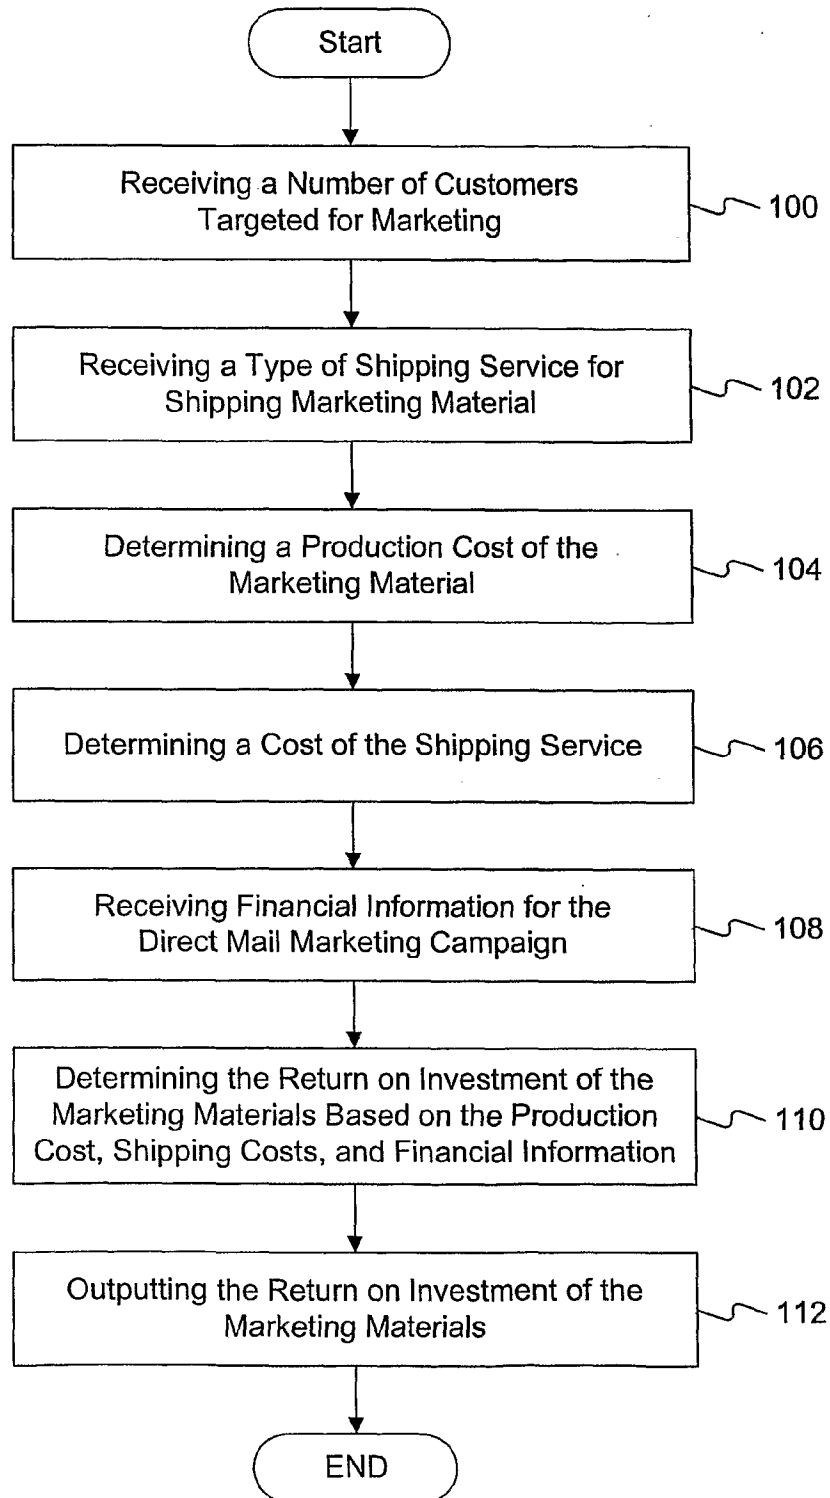 Start
Receiving a Number of Customers
Targeted for Marketing
100
Receiving a Type of Shipping Service for
Shipping Marketing Material
102
Determining a Production Cost of the
Marketing Material
104
Determining a Cost of the Shipping Service
106
Receiving Financial Information for the
Direct Mail Marketing Campaign
108
Determining the Return on Investment of the
Marketing Materials Based on the Production
Cost, Shipping Costs, and Financial Information
110
Outputting the Return on Investment of the
Marketing Materials
112
END